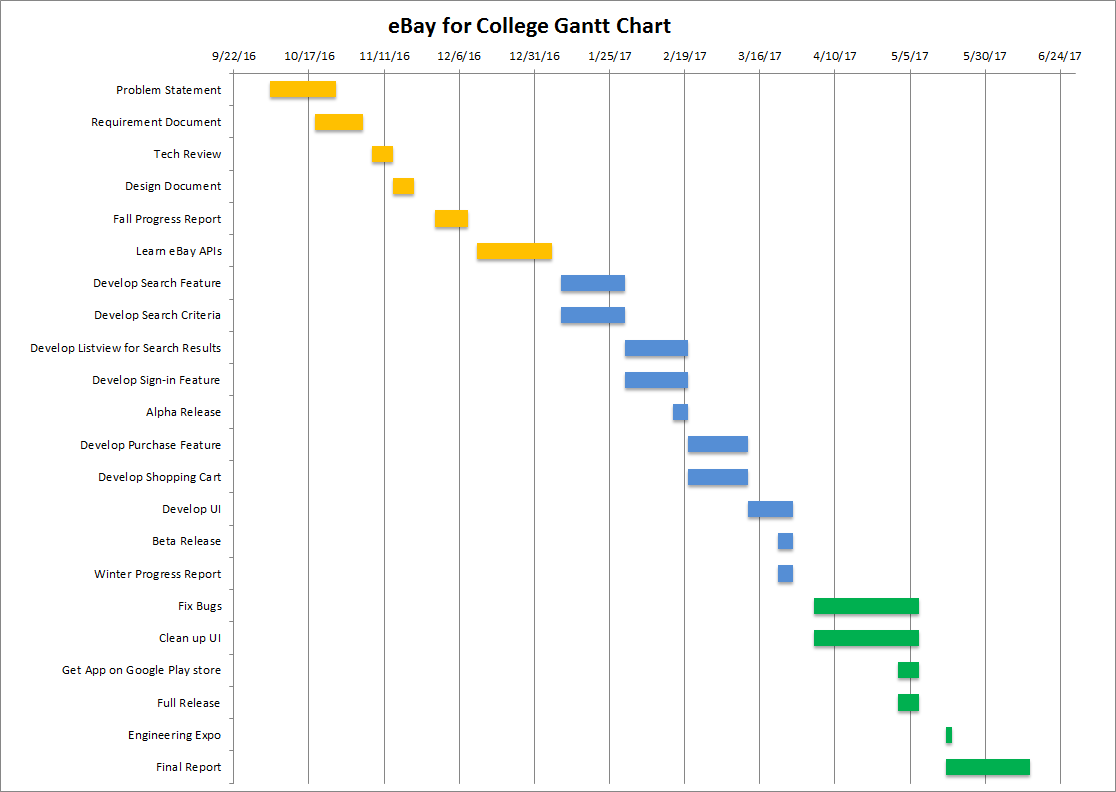 eBay for College Gantt Chart
9/22/16 10/17/16 11/11/16 12/6/16 12/31/16 1/25/17 2/19/17 3/16/17 4/10/17 5/5/17 5/30/17 6/24/17
Problem Statement
Requirement Document
Tech Review
Design Document
Fall Progress Report
Learn eBay APIs
Develop Search Feature
Develop Search Criteria
Develop Listview for Search Results
Develop Sign-in Feature
Alpha Release
Develop Purchase Feature
Develop Shopping Cart
Develop UI
Beta Release
Winter Progress Report
Fix Bugs
Clean up UI
Get App on Google Play store
Full Release
Engineering Expo
Final Report